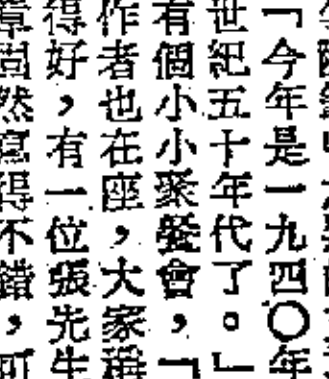 「今年是一九四〇年
世紀五十年代了。」
有個小小聚餐會,「
作者也在座,大家稱
得好,有一位張先生
章固然寫得不錯,可